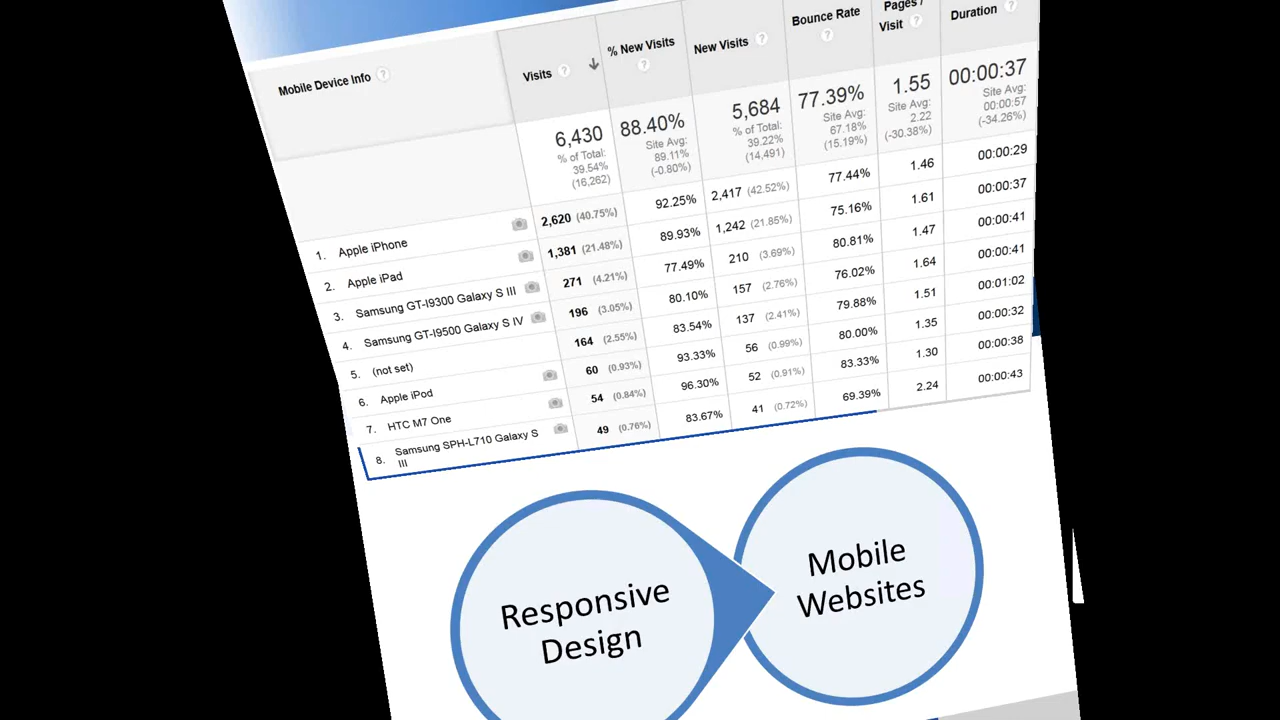 Mobile Device Info ? Visits ? % New Visits ? New Visits ? Bounce Rate ? Pages / Visit ? Duration ?
6,430 88.40% 5,684 77.39% 1.55 00:00:37
% of Total: 39.54% (16,262) Site Avg: 89.11% (-0.80%) % of Total: 39.22% (14,491) Site Avg: 67.18% (15.19%) Site Avg: 2.22 (-30.38%) Site Avg: 00:00:57 (-34.26%)
1. Apple iPhone 2,620 (40.75%) 92.25% 2,417 (42.52%) 77.44% 1.46 00:00:29
2. Apple iPad 1,381 (21.48%) 89.93% 1,242 (21.85%) 75.16% 1.61 00:00:37
3. Samsung GT-I9300 Galaxy S III 271 (4.21%) 77.49% 210 (3.69%) 80.81% 1.47 00:00:41
4. Samsung GT-I9500 Galaxy S IV 196 (3.05%) 80.10% 157 (2.76%) 76.02% 1.64 00:00:41
5. (not set) 164 (2.55%) 83.54% 137 (2.41%) 79.88% 1.51 00:01:02
6. Apple iPod 60 (0.93%) 93.33% 56 (0.99%) 80.00% 1.35 00:00:32
7. HTC M7 One 54 (0.84%) 96.30% 52 (0.91%) 83.33% 1.30 00:00:38
8. Samsung SPH-L710 Galaxy S III 49 (0.76%) 83.67% 41 (0.72%) 69.39% 2.24 00:00:43
Responsive
Design
Mobile
Websites